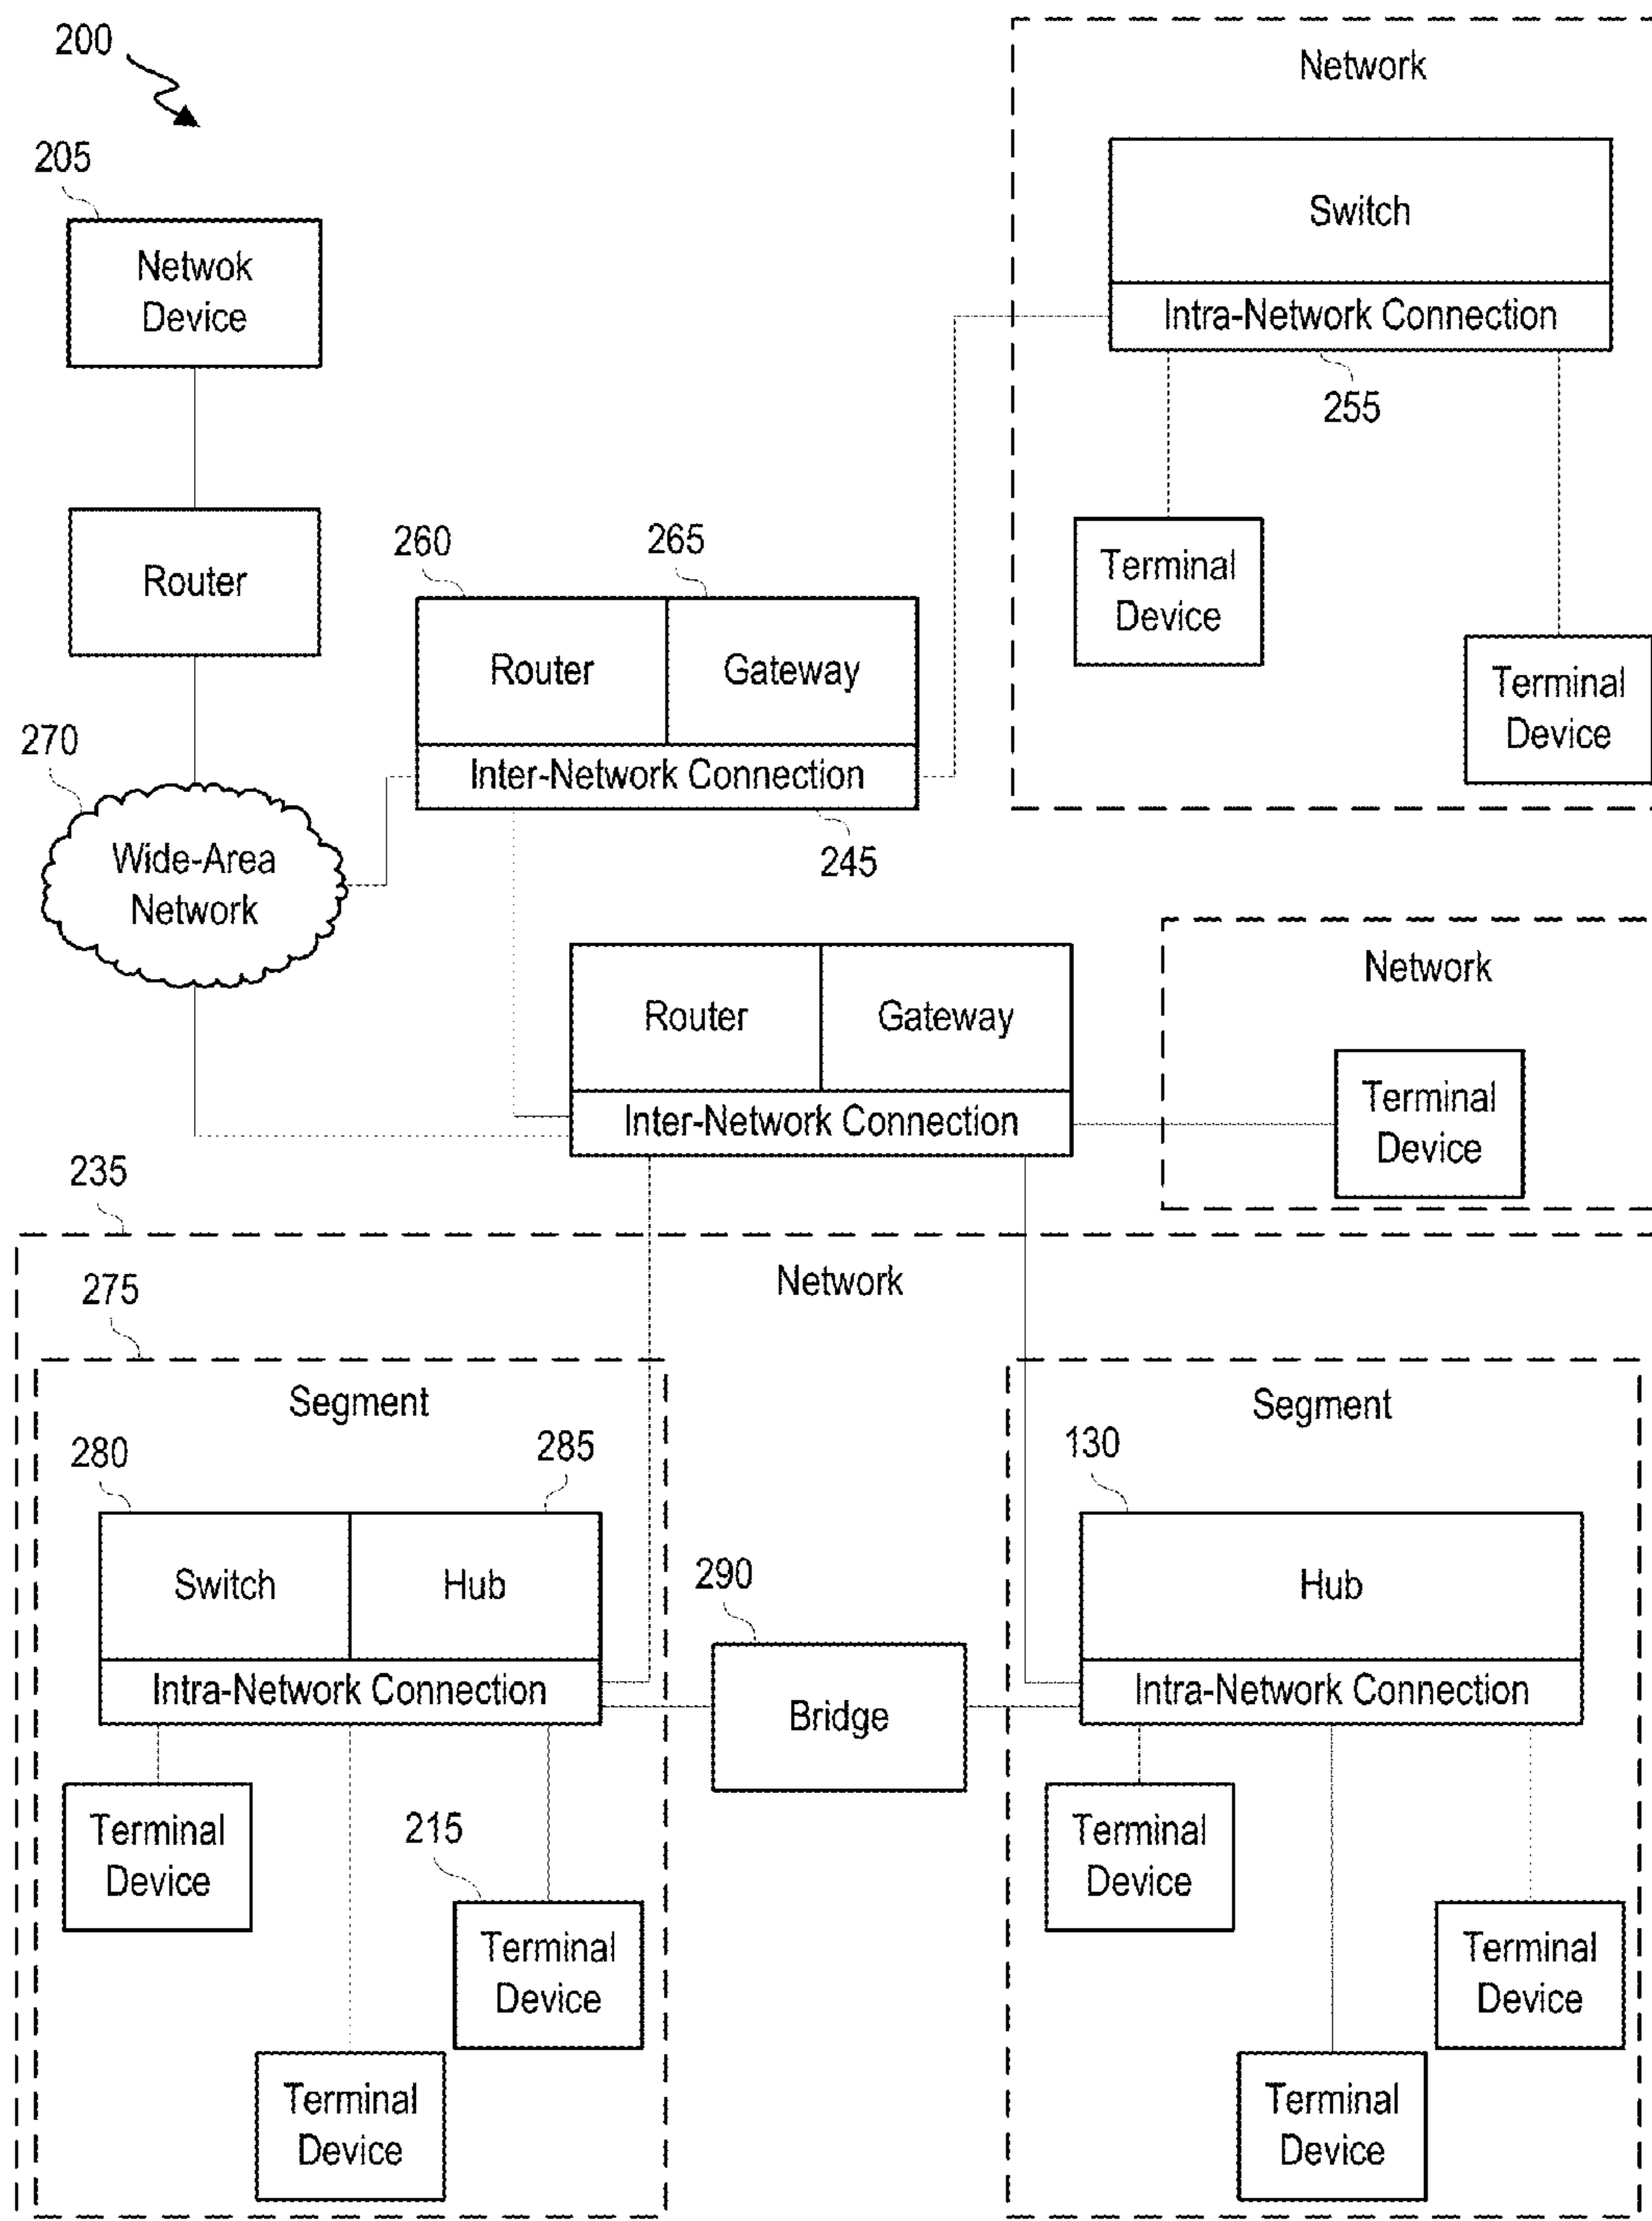 200
Network
205
Switch
Netwok
Device
Intra-Network Connection
255
260
265
Terminal
Device
Router
Router
Gateway
Terminal
Device
270
Inter-Network Connection
245
Wide-Area
Network
Network
Router
Gateway
Terminal
Device
Inter-Network Connection
235
Network
275
Segment
Segment
280
285
130
Switch
Hub
290
Hub
Intra-Network Connection
Bridge
Intra-Network Connection
Terminal
Device
215
Terminal
Device
Terminal
Device
Terminal
Device
Terminal
Device
Terminal
Device